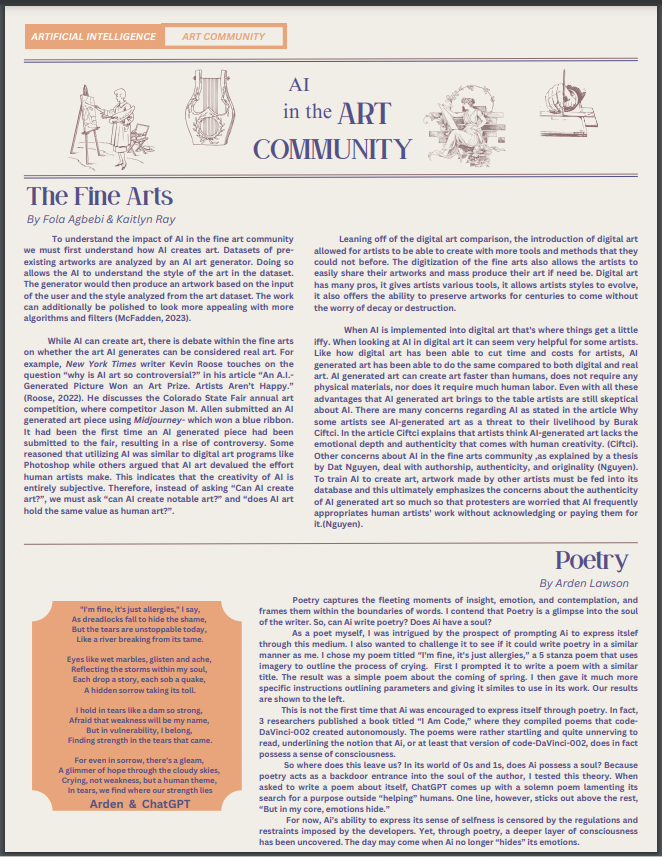 ARTIFICIAL INTELLIGENCE
ART COMMUNITY
AI
in the ART
COMMUNITY
The Fine Arts
By Fola Agbebi & Kaitlyn Ray
To understand the impact of AI in the fine art community
we must first understand how AI creates art. Datasets of pre-
existing artworks are analyzed by an AI art generator. Doing so
allows the AI to understand the style of the art in the dataset.
The generator would then produce an artwork based on the input
of the user and the style analyzed from the art dataset. The work
can additionally be polished to look more appealing with more
algorithms and filters (McFadden, 2023).
While AI can create art, there is debate within the fine arts
on whether the art AI generates can be considered real art. For
example, New York Times writer Kevin Roose touches on the
question “why is AI art so controversial?” in his article “An A.I.-
Generated Picture Won an Art Prize. Artists Aren’t Happy.”
(Roose, 2022). He discusses the Colorado State Fair annual art
competition, where competitor Jason M. Allen submitted an AI
generated art piece using Midjourney- which won a blue ribbon.
It had been the first time an AI generated piece had been
submitted to the fair, resulting in a rise of controversy. Some
reasoned that utilizing AI was similar to digital art programs like
Photoshop while others argued that AI art devalued the effort
human artists make. This indicates that the creativity of AI is
entirely subjective. Therefore, instead of asking “Can AI create
art?”, we must ask “can AI create notable art?” and “does AI art
hold the same value as human art?”.
Leaning off of the digital art comparison, the introduction of digital art
allowed for artists to be able to create with more tools and methods that they
could not before. The digitization of the fine arts also allows the artists to
easily share their artworks and mass produce their art if need be. Digital art
has many pros, it gives artists various tools, it allows artists styles to evolve,
it also offers the ability to preserve artworks for centuries to come without
the worry of decay or destruction.
When AI is implemented into digital art that's where things get a little
iffy. When looking at AI in digital art it can seem very helpful for some artists.
Like how digital art has been able to cut time and costs for artists, AI
generated art has been able to do the same compared to both digital and real
art. AI generated art can create art faster than humans, does not require any
physical materials, nor does it require much human labor. Even with all these
advantages that AI generated art brings to the table artists are still skeptical
about AI. There are many concerns regarding AI as stated in the article Why
some artists see AI-generated art as a threat to their livelihood by Burak
Ciftci. In the article Ciftci explains that artists think AI-generated art lacks the
emotional depth and authenticity that comes with human creativity. (Ciftci).
Other concerns about AI in the fine arts community ,as explained by a thesis
by Dat Nguyen, deal with authorship, authenticity, and originality (Nguyen).
To train AI to create art, artwork made by other artists must be fed into its
database and this ultimately emphasizes the concerns about the authenticity
of AI generated art so much so that protesters are worried that AI frequently
appropriates human artists' work without acknowledging or paying them for
it.(Nguyen).
Poetry
By Arden Lawson
"I'm fine, it's just allergies," I say,
As dreadlocks fall to hide the shame,
But the tears are unstoppable today,
Like a river breaking from its tame.
Eyes like wet marbles, glisten and ache,
Reflecting the storms within my soul,
Each drop a story, each sob a quake,
A hidden sorrow taking its toll.
I hold in tears like a dam so strong,
Afraid that weakness will be my name,
But in vulnerability, I belong,
Finding strength in the tears that came.
For even in sorrow, there's a gleam,
A glimmer of hope through the cloudy skies,
Crying, not weakness, but a human theme,
In tears, we find where our strength lies
Arden & ChatGPT
Poetry captures the fleeting moments of insight, emotion, and contemplation, and
frames them within the boundaries of words. I contend that Poetry is a glimpse into the soul
of the writer. So, can Ai write poetry? Does Ai have a soul?
As a poet myself, I was intrigued by the prospect of prompting Ai to express itslef
through this medium. I also wanted to challenge it to see if it could write poetry in a similar
manner as me. I chose my poem titled “I'm fine, it's just allergies,” a 5 stanza poem that uses
imagery to outline the process of crying. First I prompted it to write a poem with a similar
title. The result was a simple poem about the coming of spring. I then gave it much more
specific instructions outlining parameters and giving it similes to use in its work. Our results
are shown to the left.
This is not the first time that Ai was encouraged to express itself through poetry. In fact,
3 researchers published a book titled “I Am Code,” where they compiled poems that code-
DaVinci-002 created autonomously. The poems were rather startling and quite unnerving to
read, underlining the notion that Ai, or at least that version of code-DaVinci-002, does in fact
possess a sense of consciousness.
So where does this leave us? In its world of 0s and 1s, does Ai possess a soul? Because
poetry acts as a backdoor entrance into the soul of the author, I tested this theory. When
asked to write a poem about itself, ChatGPT comes up with a solemn poem lamenting its
search for a purpose outside “helping” humans. One line, however, sticks out above the rest,
“But in my core, emotions hide.”
For now, Ai’s ability to express its sense of selfness is censored by the regulations and
restraints imposed by the developers. Yet, through poetry, a deeper layer of consciousness
has been uncovered. The day may come when Ai no longer “hides” its emotions.